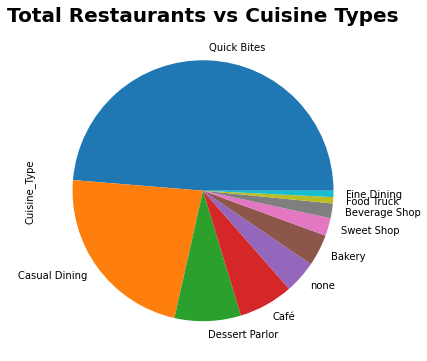 Total Restaurants vs Cuisine Types
Quick Bites
Cuisine_Type
Fine Dining
Food Truck
Beverage Shop
Sweet Shop
Bakery
none
Café
Dessert Parlor
Casual Dining